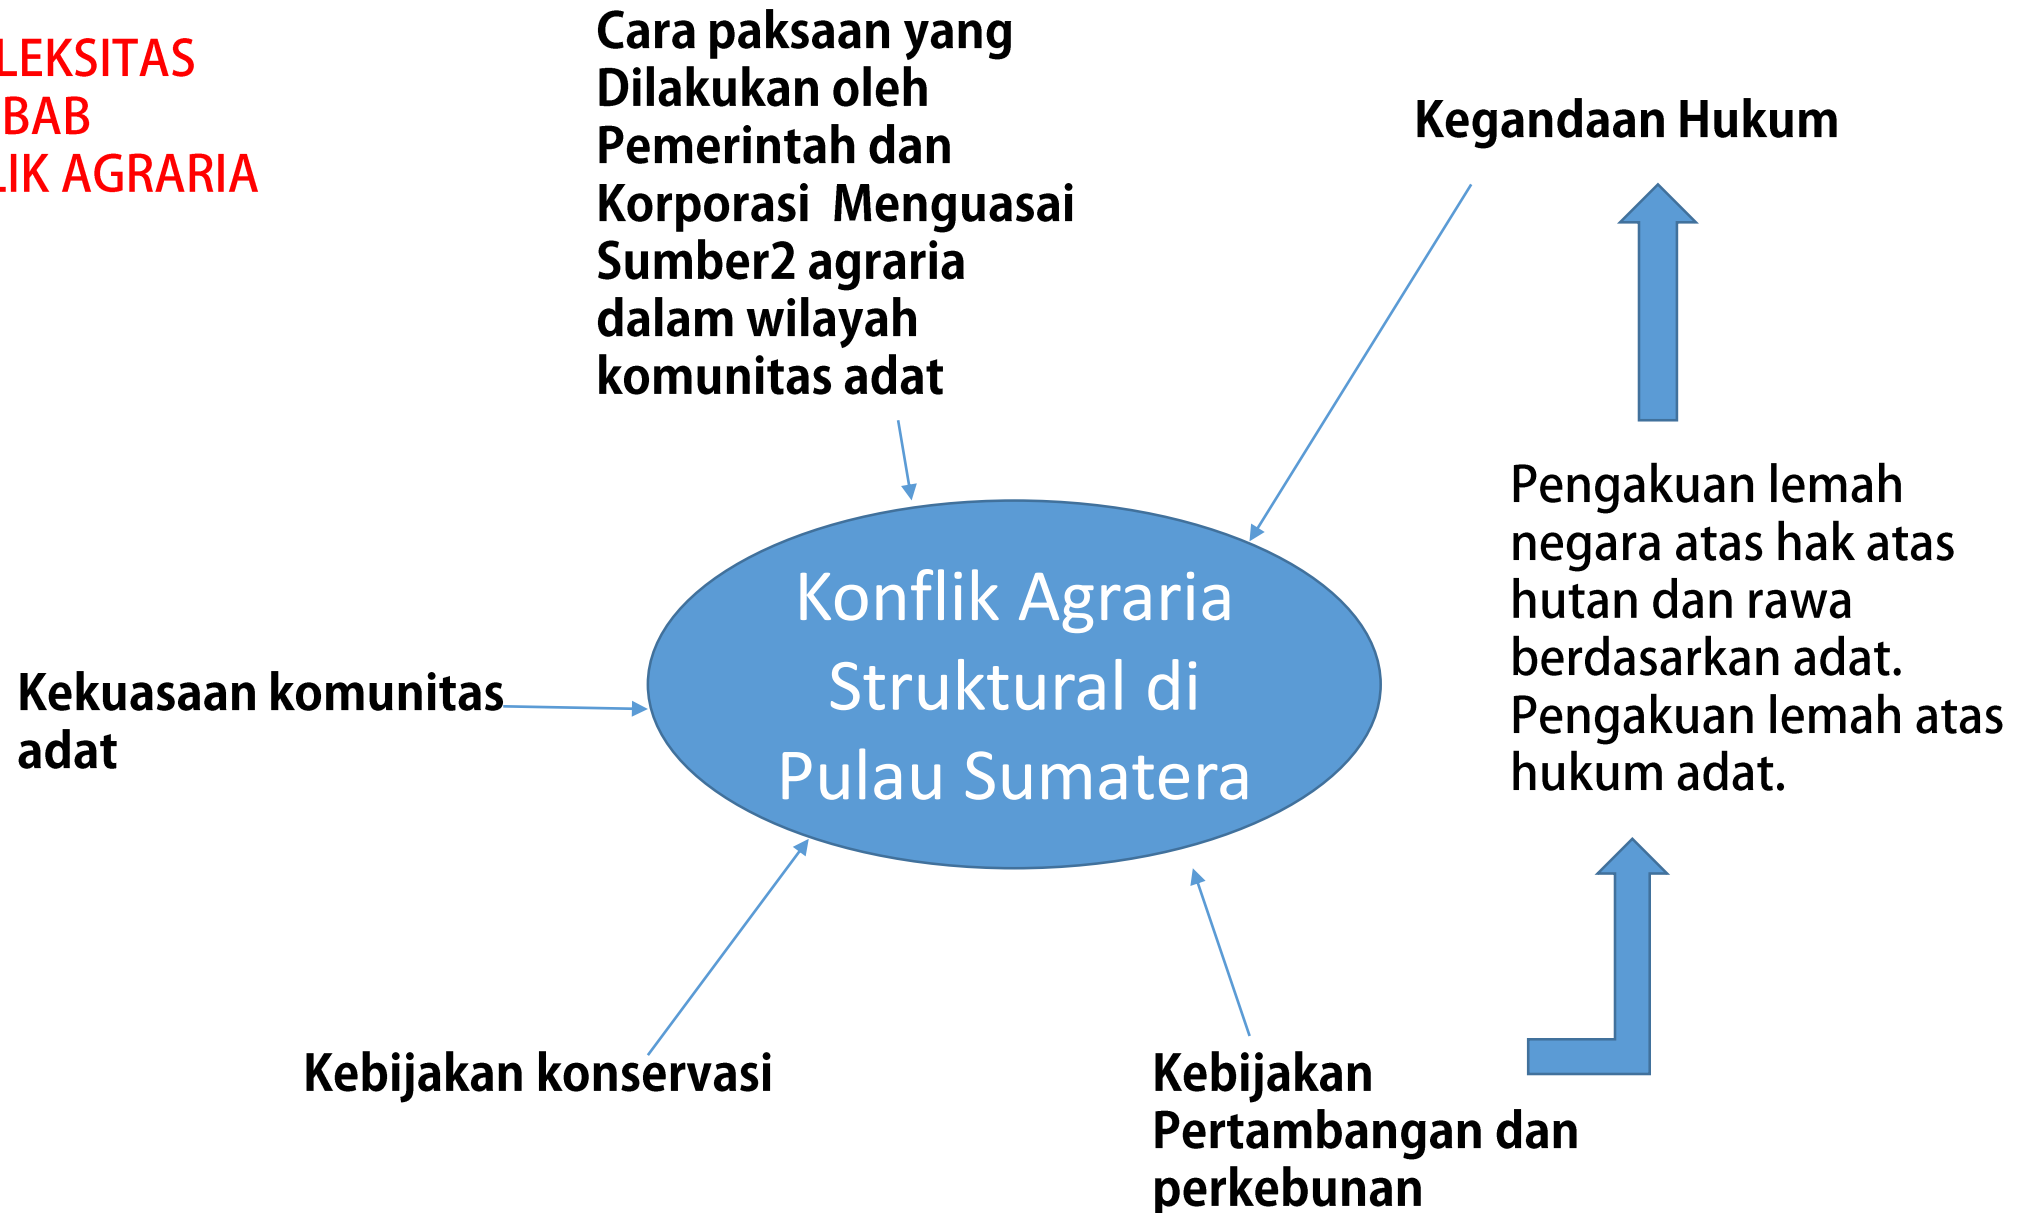 LEKSITAS
BAB
LIK AGRARIA
Cara paksaan yang
Dilakukan oleh
Pemerintah dan
Korporasi  Menguasai
Sumber2 agraria
dalam wilayah
komunitas adat
Kegandaan Hukum
Pengakuan lemah
negara atas hak atas
hutan dan rawa
berdasarkan adat.
Pengakuan lemah atas
hukum adat.
Konflik Agraria
Struktural di
Pulau Sumatera
Kekuasaan komunitas
adat
Kebijakan konservasi
Kebijakan
Pertambangan dan
perkebunan